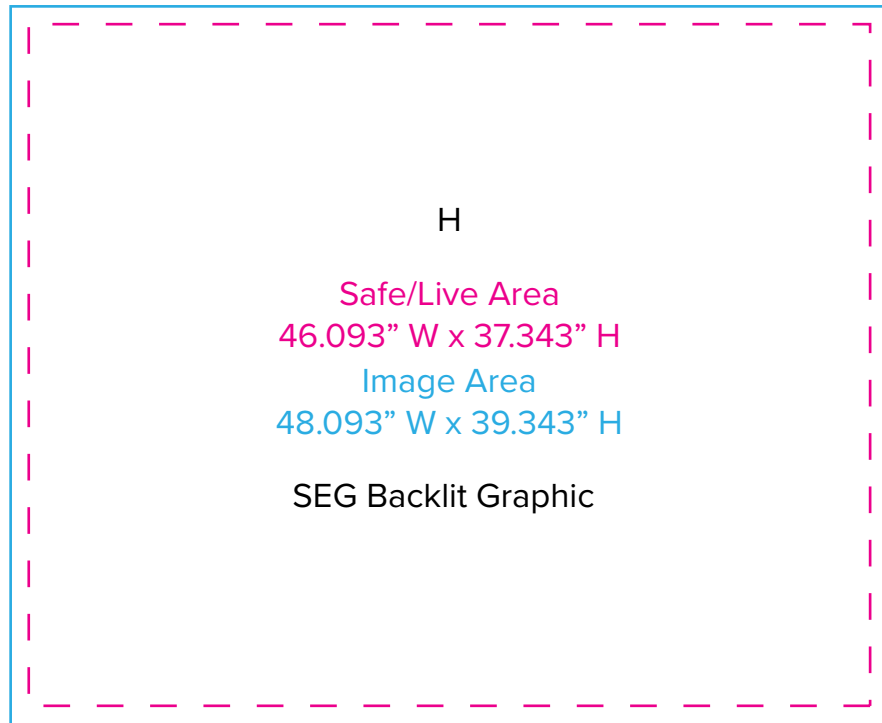 H
Safe/Live Area
46.093” W x 37.343” H
Image Area
48.093” W x 39.343” H
SEG Backlit Graphic